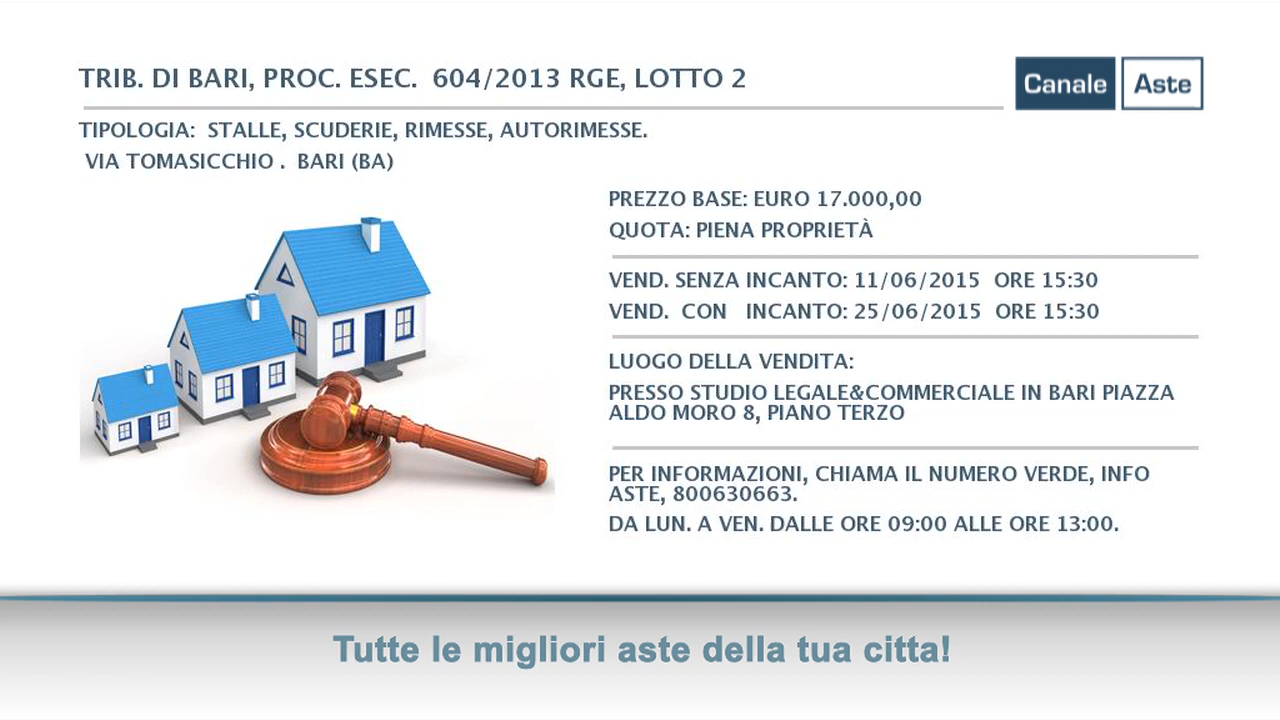 TRIB. DI BARI, PROC. ESEC. 604/2013 RGE, LOTTO 2
Canale Aste
TIPOLOGIA: STALLE, SCUDERIE, RIMESSE, AUTORIMESSE.
VIA TOMASICCHIO . BARI (BA)
PREZZO BASE: EURO 17.000,00
QUOTA: PIENA PROPRIETÀ
VEND. SENZA INCANTO: 11/06/2015 ORE 15:30
VEND. CON INCANTO: 25/06/2015 ORE 15:30
LUOGO DELLA VENDITA:
PRESSO STUDIO LEGALE&COMMERCIALE IN BARI PIAZZA
ALDO MORO 8, PIANO TERZO
PER INFORMAZIONI, CHIAMA IL NUMERO VERDE, INFO
ASTE, 800630663.
DA LUN. A VEN. DALLE ORE 09:00 ALLE ORE 13:00.
Tutte le migliori aste della tua citta!